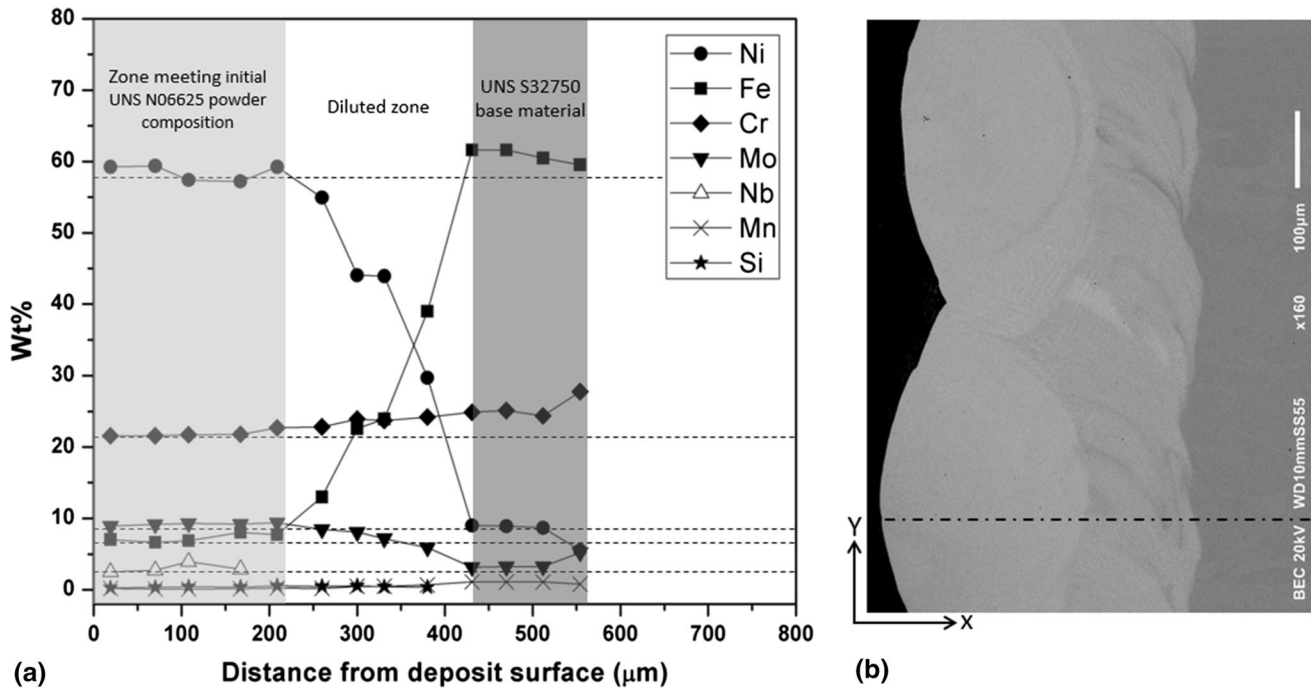 80
70
60
50
40
30
20
10
0
Wt%
Zone meeting initial
UNS N06625 powder
composition
Diluted zone
UNS S32750
base material
Ni
Fe
Cr
Mo
Nb
Mn
Si
0 100 200 300 400 500 600 700 800
Distance from deposit surface (μm)
(a)
Y
X
100μm
x160
BEC 20kV WD10mmSS55
(b)